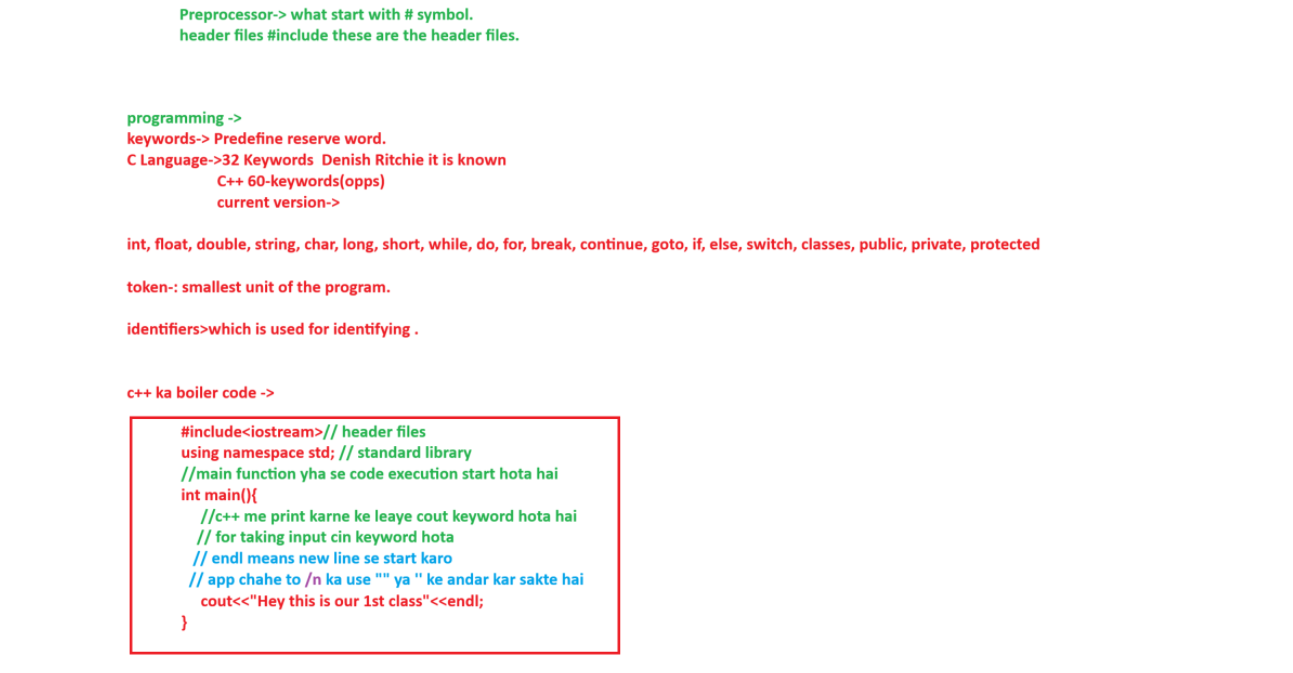 Preprocessor-> what start with # symbol.
header files #include these are the header files.
programming ->
keywords-> Predefine reserve word.
C Language->32 Keywords  Denish Ritchie it is known
C++ 60-keywords(opps)
current version->
int, float, double, string, char, long, short, while, do, for, break, continue, goto, if, else, switch, classes, public, private, protected
token-: smallest unit of the program.
identifiers>which is used for identifying .
c++ ka boiler code ->
#include<iostream>// header files
using namespace std; // standard library
//main function yha se code execution start hota hai
int main(){
//c++ me print karne ke leaye cout keyword hota hai
// for taking input cin keyword hota
// endl means new line se start karo
// app chahe to /n ka use "" ya '' ke andar kar sakte hai
cout<<"Hey this is our 1st class"<<endl;
}